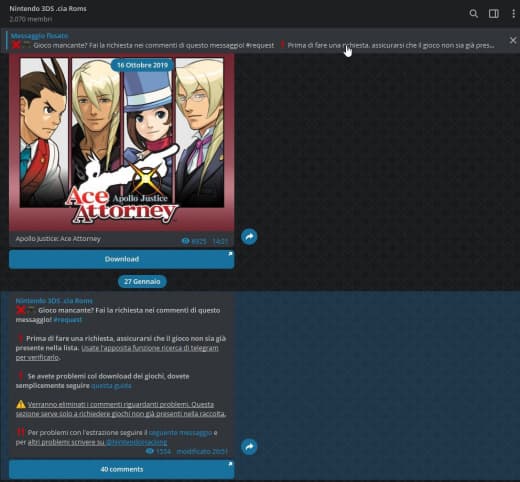 Nintendo 3DS .cia Roms
2,070 membri
Messaggio fissato
Gioco mancante? Fai la richiesta nei commenti di questo messaggio! #request ❗ Prima di fare una richiesta, assicurarsi che il gioco non sia già pres...
16 Ottobre 2019
Ace Attorney
Apollo Justice
Apollo Justice: Ace Attorney
14:21
Download
27 Gennaio
Nintendo 3DS .cia Roms
❌ Gioco mancante? Fai la richiesta nei commenti di questo
messaggio! #request
❗ Prima di fare una richiesta, assicurarsi che il gioco non sia già
presente nella lista. Usate l'apposita funzione ricerca di telegram
per verificarlo.
❗ Se avete problemi col download dei giochi, dovete
semplicemente seguire questa guida
⚠️ Verranno eliminati i commenti riguardanti problemi. Questa
sezione serve solo a richiedere giochi non già presenti nella raccolta.
‼️ Per problemi con l'estrazione seguire il seguente messaggio e
per altri problemi scrivere su @NintendoHacking
1554 modificato 20:51
40 comments